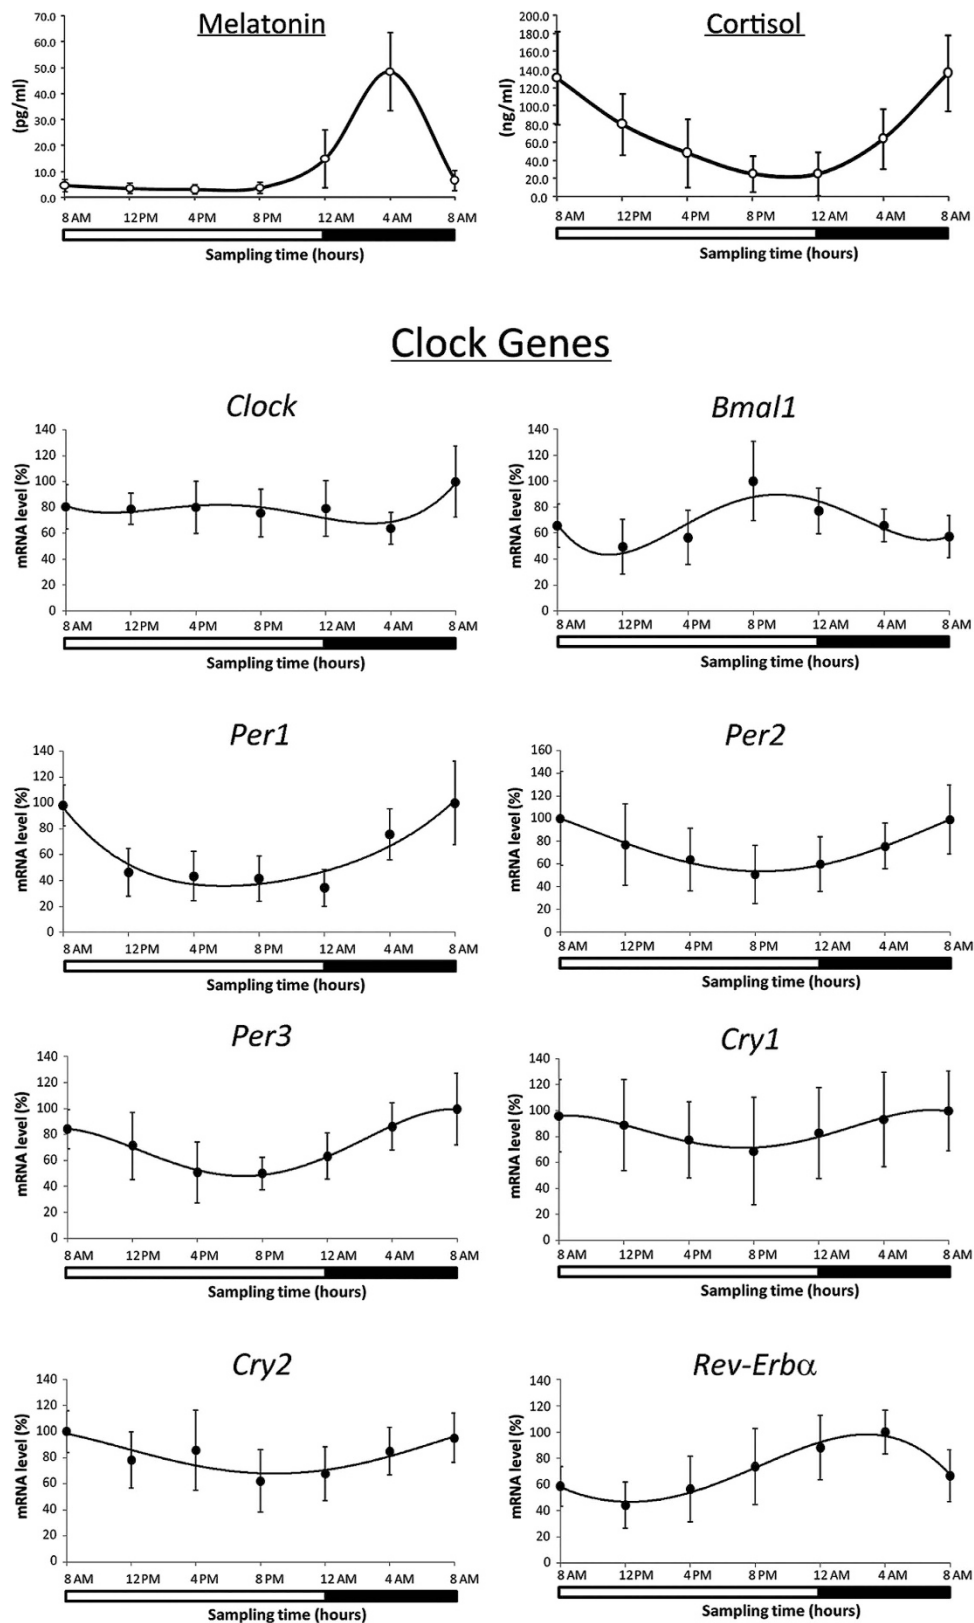 Melatonin
(pg/ml)
70.0
60.0
50.0
40.0
30.0
20.0
10.0
0.0
8 AM 12 PM 4 PM 8 PM 12 AM 4 AM 8 AM
Sampling time (hours)
Cortisol
(ng/ml)
200.0
180.0
160.0
140.0
120.0
100.0
80.0
60.0
40.0
20.0
0.0
8 AM 12 PM 4 PM 8 PM 12 AM 4 AM 8 AM
Sampling time (hours)
Clock Genes
Clock
mRNA level (%)
140
120
100
80
60
40
20
0
8 AM 12 PM 4 PM 8 PM 12 AM 4 AM 8 AM
Sampling time (hours)
Bmal1
mRNA level (%)
140
120
100
80
60
40
20
0
8 AM 12 PM 4 PM 8 PM 12 AM 4 AM 8 AM
Sampling time (hours)
Per1
mRNA level (%)
140
120
100
80
60
40
20
0
8 AM 12 PM 4 PM 8 PM 12 AM 4 AM 8 AM
Sampling time (hours)
Per2
mRNA level (%)
160
140
120
100
80
60
40
20
0
8 AM 12 PM 4 PM 8 PM 12 AM 4 AM 8 AM
Sampling time (hours)
Per3
mRNA level (%)
140
120
100
80
60
40
20
0
8 AM 12 PM 4 PM 8 PM 12 AM 4 AM 8 AM
Sampling time (hours)
Cry1
mRNA level (%)
140
120
100
80
60
40
20
0
8 AM 12 PM 4 PM 8 PM 12 AM 4 AM 8 AM
Sampling time (hours)
Cry2
mRNA level (%)
140
120
100
80
60
40
20
0
8 AM 12 PM 4 PM 8 PM 12 AM 4 AM 8 AM
Sampling time (hours)
Rev-Erbα
mRNA level (%)
140
120
100
80
60
40
20
0
8 AM 12 PM 4 PM 8 PM 12 AM 4 AM 8 AM
Sampling time (hours)